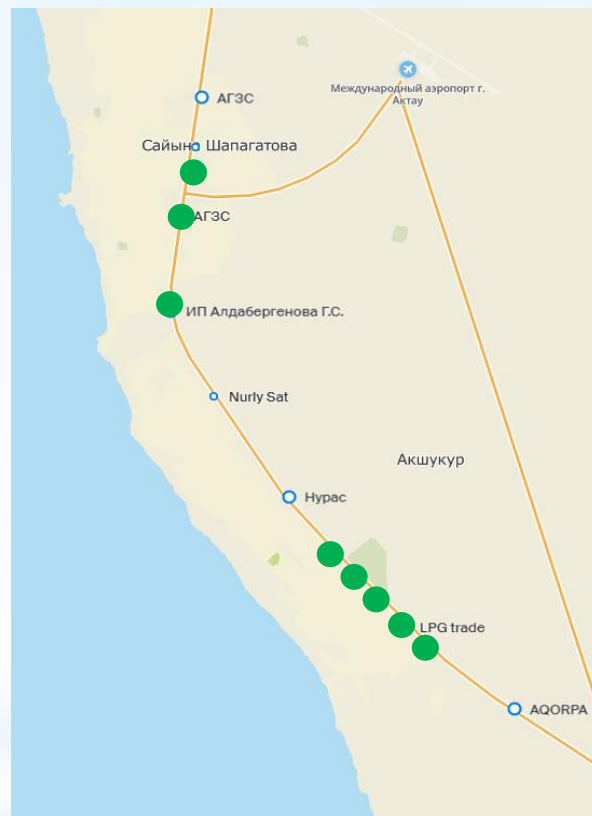 АГЗС
Международный аэропорт г.
Актау
Сайын Шапагатова
АГЗС
ИП Алдабергенова Г.С.
Nurly Sat
Акшукур
Нурас
LPG trade
AQORPA